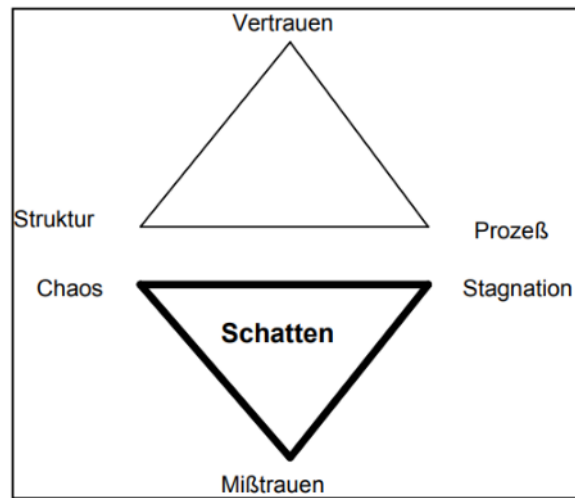 Vertrauen
Struktur
Prozeß
Chaos
Stagnation
Schatten
Mißtrauen